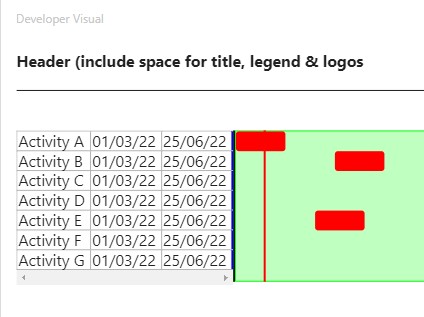 Developer Visual
Header (include space for title, legend & logos
Activity A 01/03/22 25/06/22
Activity B 01/03/22 25/06/22
Activity C 01/03/22 25/06/22
Activity D 01/03/22 25/06/22
Activity E 01/03/22 25/06/22
Activity F 01/03/22 25/06/22
Activity G 01/03/22 25/06/22